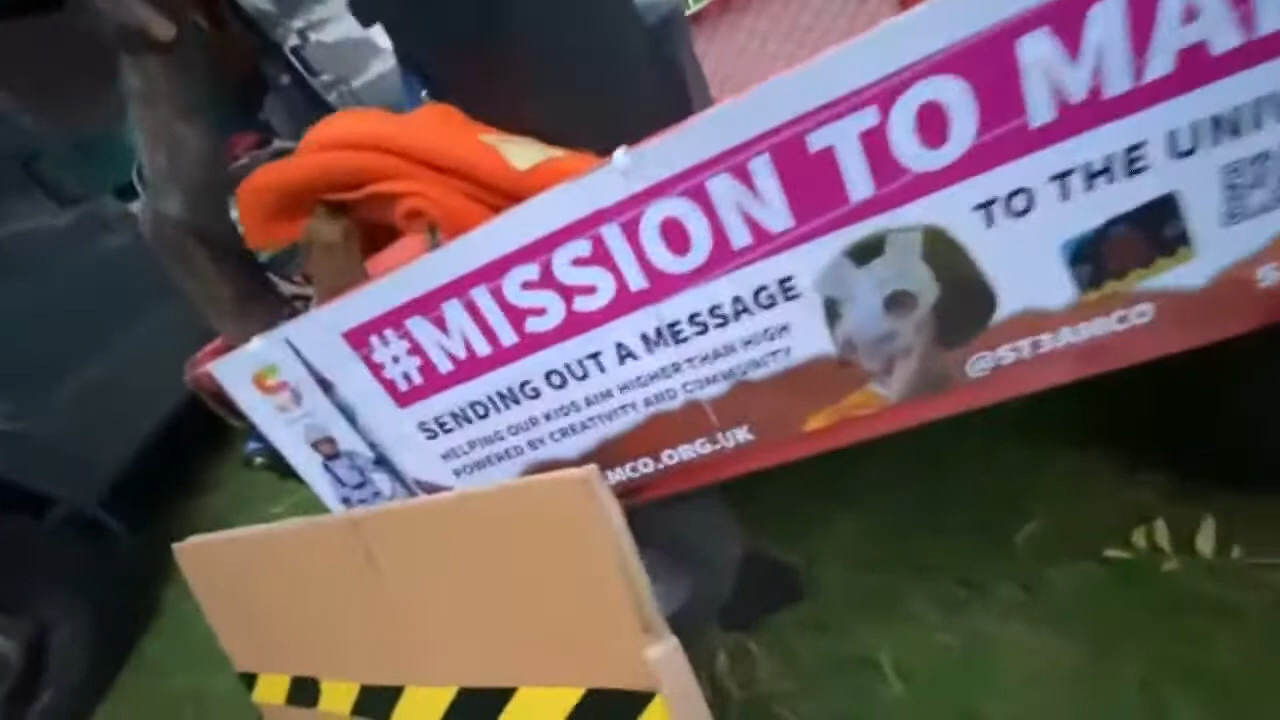 #MISSION TO MA
TO THE UNI
SENDING OUT A MESSAGE
HELPING OUR KIDS AIM HIGHER THAN HIGH
POWERED BY CREATIVITY AND COMMUNITY
@ST3AMCO
MCO.ORG.UK